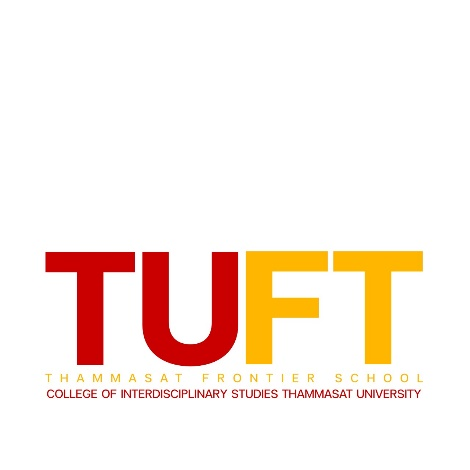 TUFT
THAMMASAT FRONTIER SCHOOL
COLLEGE OF INTERDISCIPLINARY STUDIES THAMMASAT UNIVERSITY